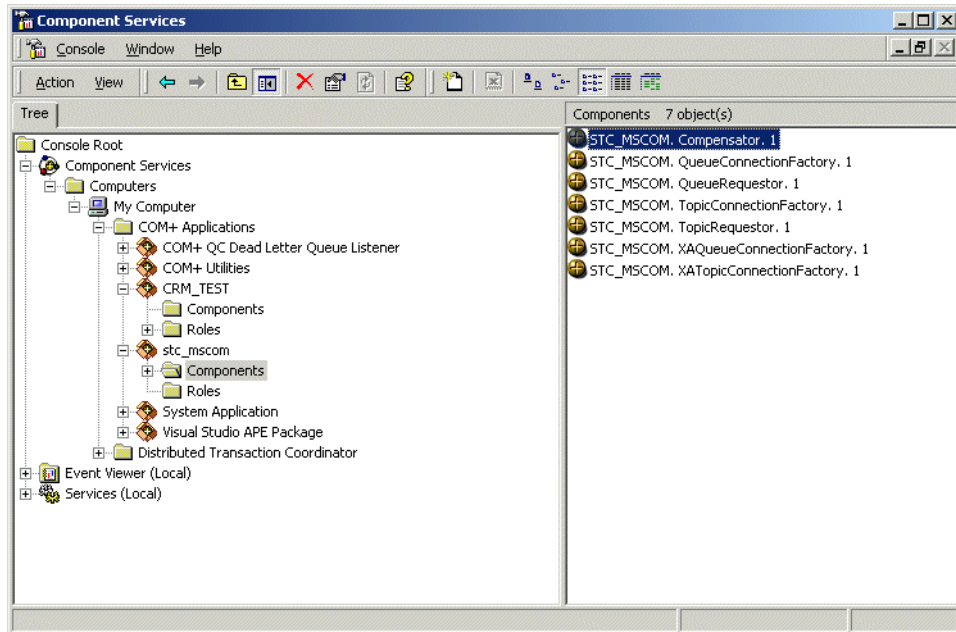 Component Services
Console Window Help
Action View
Tree
Components 7 object(s)
Console Root
Component Services
Computers
My Computer
COM+ Applications
COM+ QC Dead Letter Queue Listener
COM+ Utilities
CRM_TEST
Components
Roles
stc_mscom
Components
Roles
System Application
Visual Studio APE Package
Distributed Transaction Coordinator
Event Viewer (Local)
Services (Local)
STC_MSCOM. Compensator. 1
STC_MSCOM. QueueConnectionFactory. 1
STC_MSCOM. QueueRequestor. 1
STC_MSCOM. TopicConnectionFactory. 1
STC_MSCOM. TopicRequestor. 1
STC_MSCOM. XAQueueConnectionFactory. 1
STC_MSCOM. XATopicConnectionFactory. 1